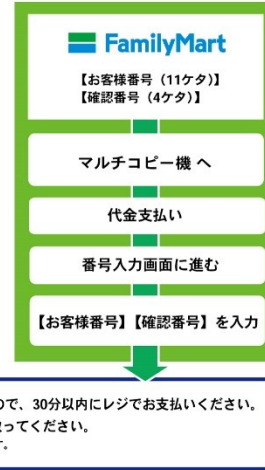 FamilyMart
【お客様番号（11ケタ）】
【確認番号（4ケタ）】
マルチコピー機 へ
代金支払い
番号入力画面に進む
【お客様番号】【確認番号】を入力
ので、30分以内にレジでお支払いください。
ってください。
す。